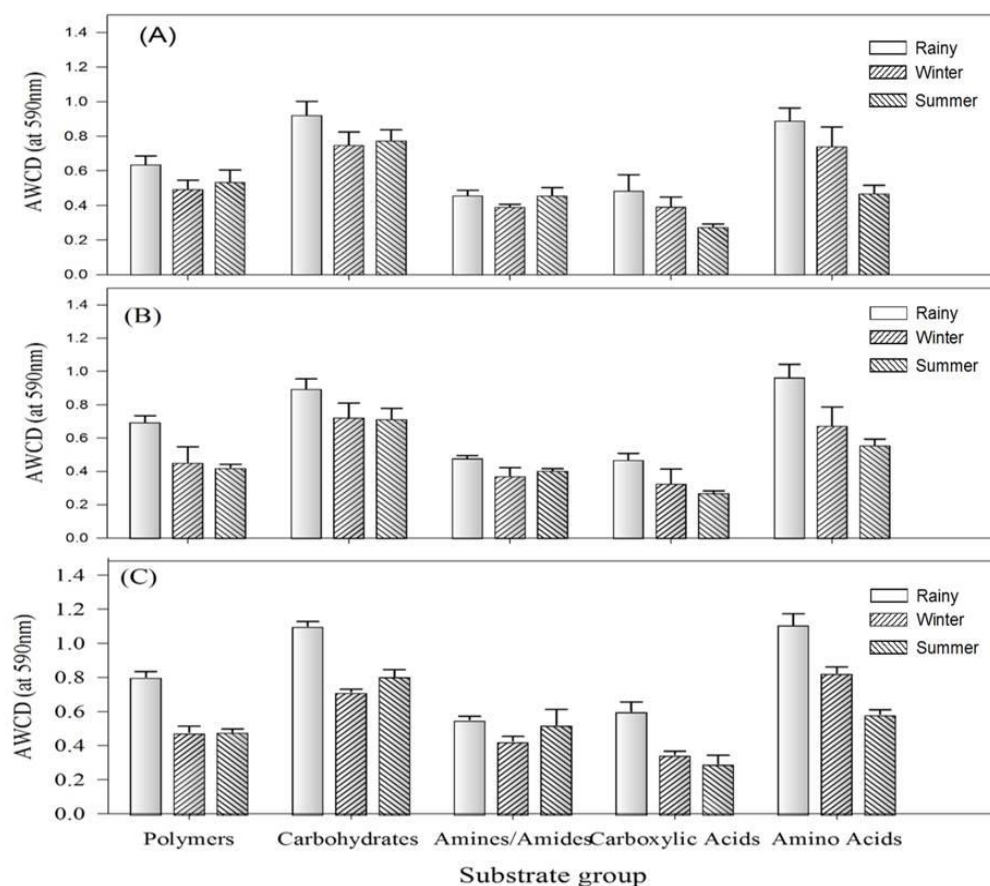 (A)
Rainy
Winter
Summer
AWCD (at 590nm)
1.4
1.2
1.0
0.8
0.6
0.4
0.2
0.0
(B)
Rainy
Winter
Summer
AWCD (at 590nm)
1.4
1.2
1.0
0.8
0.6
0.4
0.2
0.0
(C)
Rainy
Winter
Summer
AWCD (at 590nm)
1.4
1.2
1.0
0.8
0.6
0.4
0.2
0.0
Polymers Carbohydrates Amines/Amides Carboxylic Acids Amino Acids
Substrate group